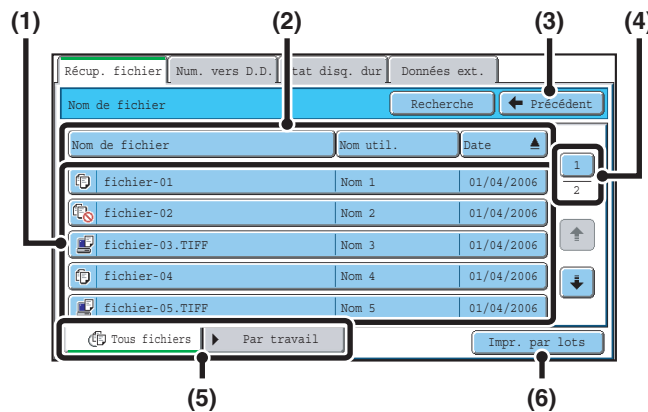 (1) (2) (3) (4)
Récup. fichier Num. vers D.D. tat disq. dur Données ext.
Nom de fichier Recherche Précédent
Nom de fichier Nom util. Date
fichier-01 Nom 1 01/04/2006
fichier-02 Nom 2 01/04/2006
fichier-03.TIFF Nom 3 01/04/2006
fichier-04 Nom 4 01/04/2006
fichier-05.TIFF Nom 5 01/04/2006
1
2
Tous fichiers Par travail Impr. par lots
(5) (6)